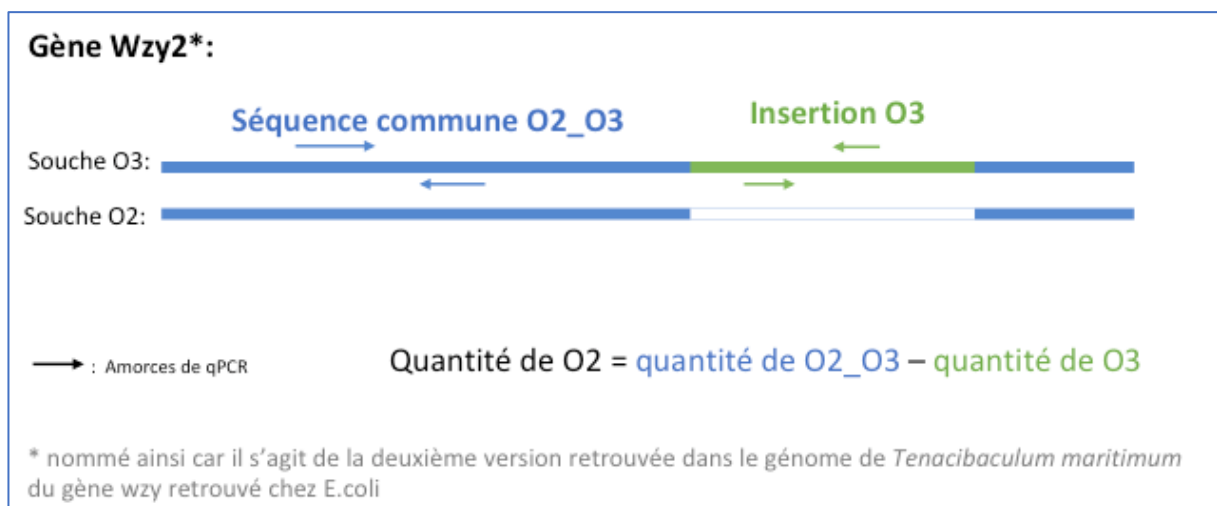 Gène Wzy2*:
Séquence commune O2_O3
Insertion O3
Souche O3:
Souche O2:
: Amorces de qPCR
Quantité de O2 = quantité de O2_O3 – quantité de O3
* nommé ainsi car il s’agit de la deuxième version retrouvée dans le génome de Tenacibaculum maritimum
du gène wzy retrouvé chez E.coli